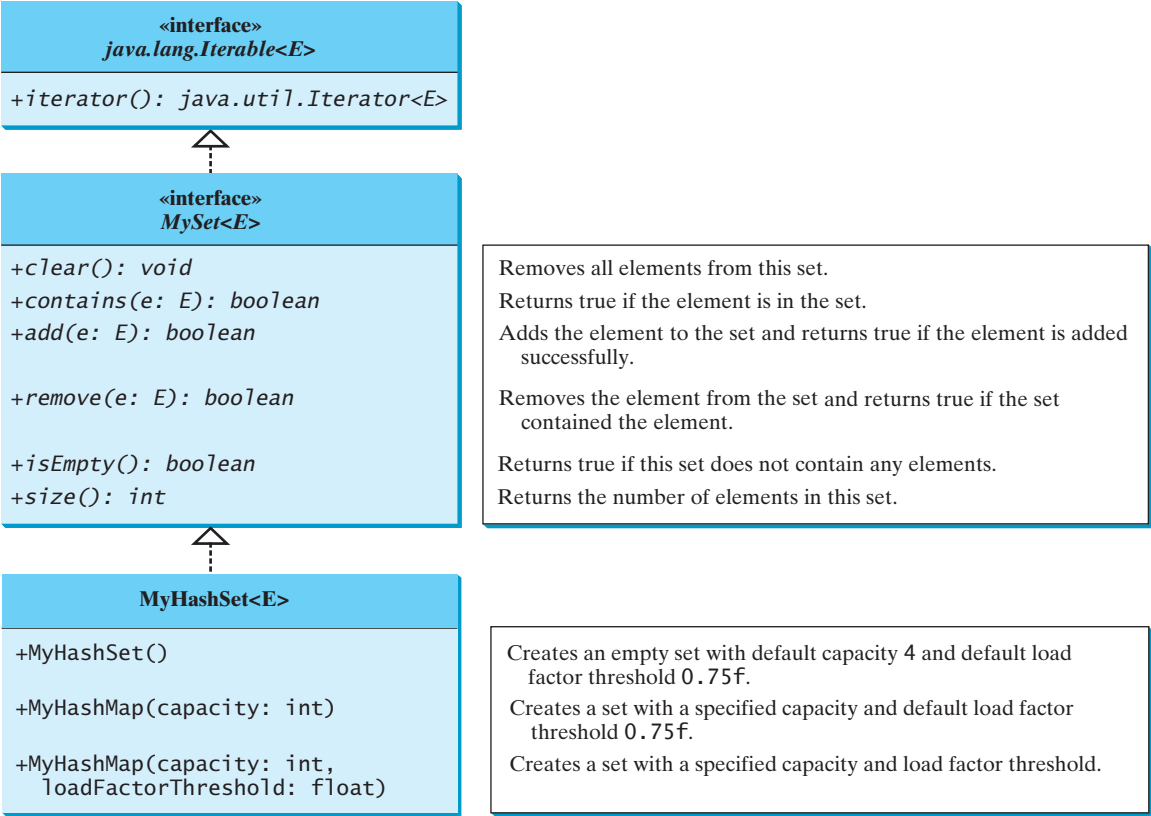 «interface»
java.lang.Iterable<E>
+iterator(): java.util.Iterator<E>
«interface»
MySet<E>
+clear(): void
Removes all elements from this set.
+contains(e: E): boolean
Returns true if the element is in the set.
+add(e: E): boolean
Adds the element to the set and returns true if the element is added
successfully.
+remove(e: E): boolean
Removes the element from the set and returns true if the set
contained the element.
+isEmpty(): boolean
Returns true if this set does not contain any elements.
+size(): int
Returns the number of elements in this set.
MyHashSet<E>
+MyHashSet()
Creates an empty set with default capacity 4 and default load
factor threshold 0.75f.
+MyHashMap(capacity: int)
Creates a set with a specified capacity and default load factor
threshold 0.75f.
+MyHashMap(capacity: int,
loadFactorThreshold: float)
Creates a set with a specified capacity and load factor threshold.